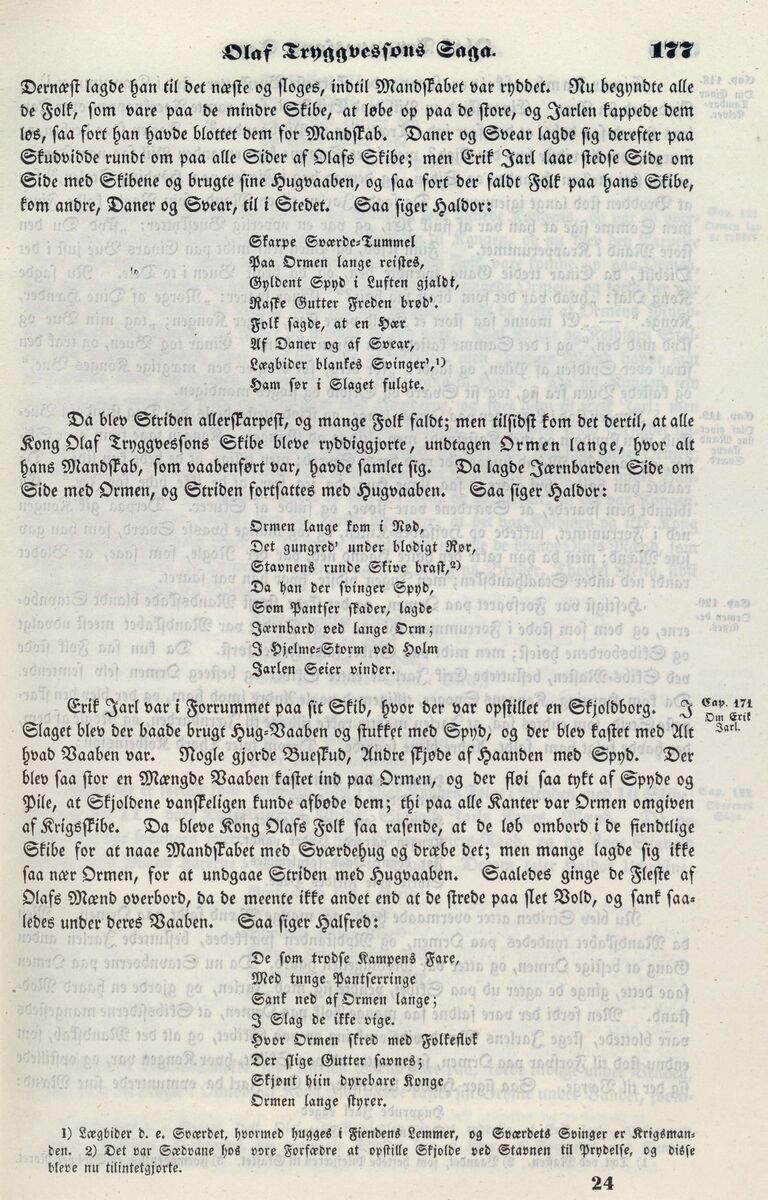 Olaf Tryggvessons Saga. 177
Dernæst lagde han til det næste og sloges, indtil Mandskabet var ryddet. Nu begyndte alle
de Folk, som vare paa de mindre Skibe, at løbe op paa de store, og Jarlen kappede dem
løs, saa fort han havde blottet dem for Mandskab. Daner og Svear lagde sig derefter paa
Skudvidde rundt om paa alle Sider af Olafs Skibe; men Erik Jarl laae stedse Side om
Side med Skibene og brugte sine Hugvaaben, og saa fort der faldt Folk paa hans Skibe,
kom andre, Daner og Svear, til i Stedet. Saa siger Haldor:
Skarpe Sværde-Tummel
Paa Ormen lange reistes,
Gyldent Spyd i Luften gjaldt,
Raske Gutter Freden brød'.
Folk sagde, at en Hær
Af Daner og af Svear,
Lægbider blankes Svinger',¹)
Ham før i Slaget fulgte.
Da blev Striden allerskarpest, og mange Folk faldt; men tilsidst kom det dertil, at alle
Kong Olaf Tryggvessons Skibe bleve ryddiggjorte, undtagen Ormen lange, hvor alt
hans Mandskab, som vaabenført var, havde samlet sig. Da lagde Jærnbarden Side om
Side med Ormen, og Striden fortsattes med Hugvaaben. Saa siger Haldor:
Ormen lange kom i Nød,
Det gungred' under blodigt Rør,
Stavnens runde Skive brast,²)
Da han der svinger Spyd,
Som Pantser skader, lagde
Jærnbard ved lange Orm;
I Hjelme-Storm ved Holm
Jarlen Seier vinder.
Erik Jarl var i Forrummet paa sit Skib, hvor der var opstillet en Skjoldborg. I
Cap. 171
Om Erik
Jarl.
Slaget blev der baade brugt Hug-Vaaben og stukket med Spyd, og der blev kastet med Alt
hvad Vaaben var. Nogle gjorde Bueskud, Andre skjøde af Haanden med Spyd. Der
blev saa stor en Mængde Vaaben kastet ind paa Ormen, og der fløi saa tykt af Spyde og
Pile, at Skjoldene vanskeligen kunde afbøde dem; thi paa alle Kanter var Ormen omgiven
af Krigsskibe. Da bleve Kong Olafs Folk saa rasende, at de løb ombord i de fiendtlige
Skibe for at naae Mandskabet med Sværdehug og dræbe det; men mange lagde sig ikke
saa nær Ormen, for at undgaae Striden med Hugvaaben. Saaledes ginge de Fleste af
Olafs Mænd overbord, da de meente ikke andet end at de strede paa slet Vold, og sank saa-
ledes under deres Vaaben. Saa siger Halfred:
De som trodse Kampens Fare,
Med tunge Pantserringe
Sank ned af Ormen lange;
I Slag de ikke vige.
Hvor Ormen skred med Folkeflok
Der slige Gutter savnes;
Skjønt hiin dyrebare Konge
Ormen lange styrer.
1) Lægbider d. e. Sværdet, hvormed hugges i Fiendens Lemmer, og Sværdets Svinger er Krigsman-
den. 2) Det var Sædvane hos vore Forfædre at opstille Skjolde ved Stavnen til Prydelse, og disse
bleve nu tilintetgjorte.
24